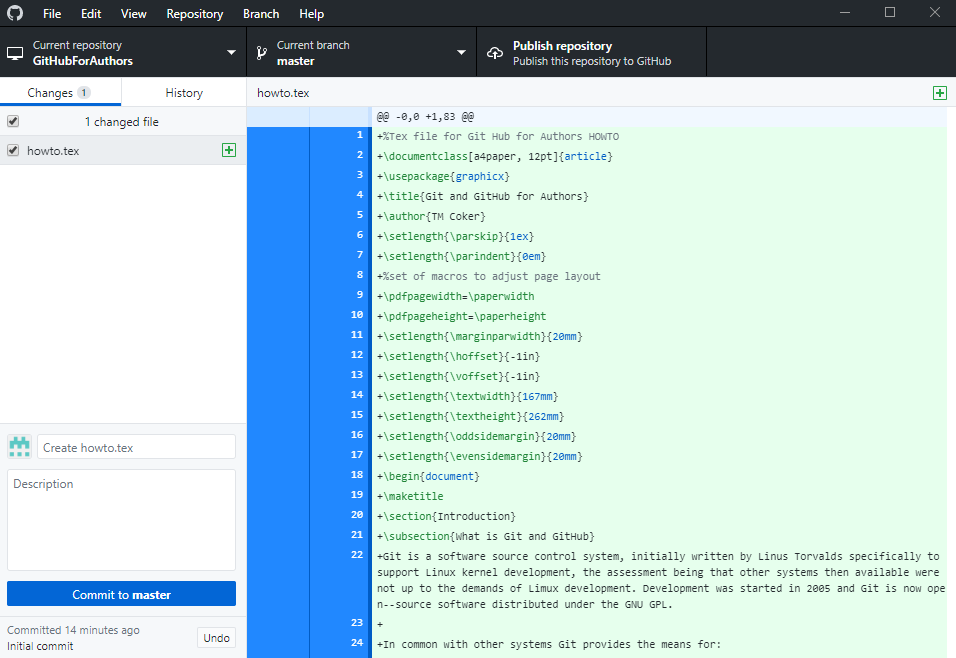 File Edit View Repository Branch Help
Current repository
GitHubForAuthors
Current branch
master
Publish repository
Publish this repository to GitHub
Changes 1 History
1 changed file
howto.tex
Create howto.tex
Description
Commit to master
Committed 14 minutes ago
Initial commit
Undo
howto.tex
@@ -0,0 +1,83 @@
1 +%Tex file for Git Hub for Authors HOWTO
2 +\documentclass[a4paper, 12pt]{article}
3 +\usepackage{graphicx}
4 +\title{Git and GitHub for Authors}
5 +\author{TM Coker}
6 +\setlength{\parskip}{1ex}
7 +\setlength{\parindent}{0em}
8 +%set of macros to adjust page layout
9 +\pdfpagewidth=\paperwidth
10 +\pdfpageheight=\paperheight
11 +\setlength{\marginparwidth}{20mm}
12 +\setlength{\hoffset}{-1in}
13 +\setlength{\voffset}{-1in}
14 +\setlength{\textwidth}{167mm}
15 +\setlength{\textheight}{262mm}
16 +\setlength{\oddsidemargin}{20mm}
17 +\setlength{\evensidemargin}{20mm}
18 +\begin{document}
19 +\maketitle
20 +\section{Introduction}
21 +\subsection{What is Git and GitHub}
22 +Git is a software source control system, initially written by Linus Torvalds specifically to
support Linux kernel development, the assessment being that other systems then available were
not up to the demands of Limux development. Development was started in 2005 and Git is now ope
n--source software distributed under the GNU GPL.
23 +
24 +In common with other systems Git provides the means for: